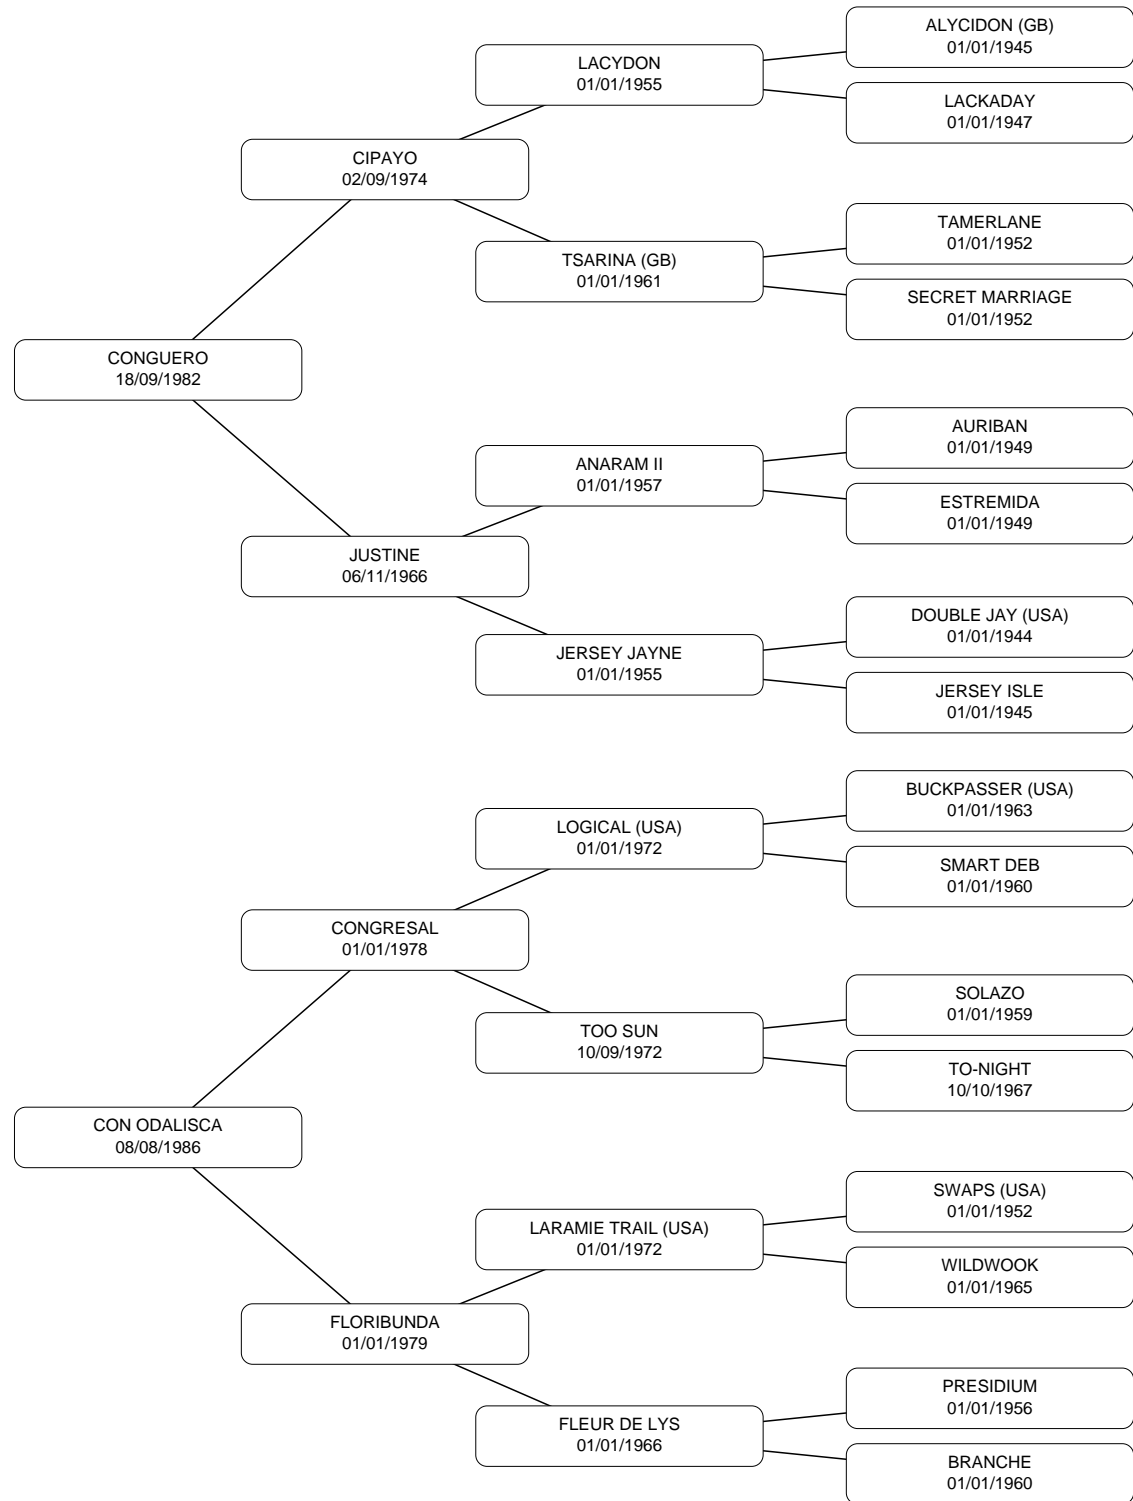 ALYCIDON (GB)
01/01/1945
LACYDON
01/01/1955
LACKADAY
01/01/1947
CIPAYO
02/09/1974
TAMERLANE
01/01/1952
TSARINA (GB)
01/01/1961
SECRET MARRIAGE
01/01/1952
CONGUERO
18/09/1982
AURIBAN
01/01/1949
ANARAM II
01/01/1957
ESTREMIDA
01/01/1949
JUSTINE
06/11/1966
DOUBLE JAY (USA)
01/01/1944
JERSEY JAYNE
01/01/1955
JERSEY ISLE
01/01/1945
BUCKPASSER (USA)
01/01/1963
LOGICAL (USA)
01/01/1972
SMART DEB
01/01/1960
CONGRESAL
01/01/1978
SOLAZO
01/01/1959
TOO SUN
10/09/1972
TO-NIGHT
10/10/1967
CON ODALISCA
08/08/1986
SWAPS (USA)
01/01/1952
LARAMIE TRAIL (USA)
01/01/1972
WILDWOOK
01/01/1965
FLORIBUNDA
01/01/1979
PRESIDIUM
01/01/1956
FLEUR DE LYS
01/01/1966
BRANCHE
01/01/1960